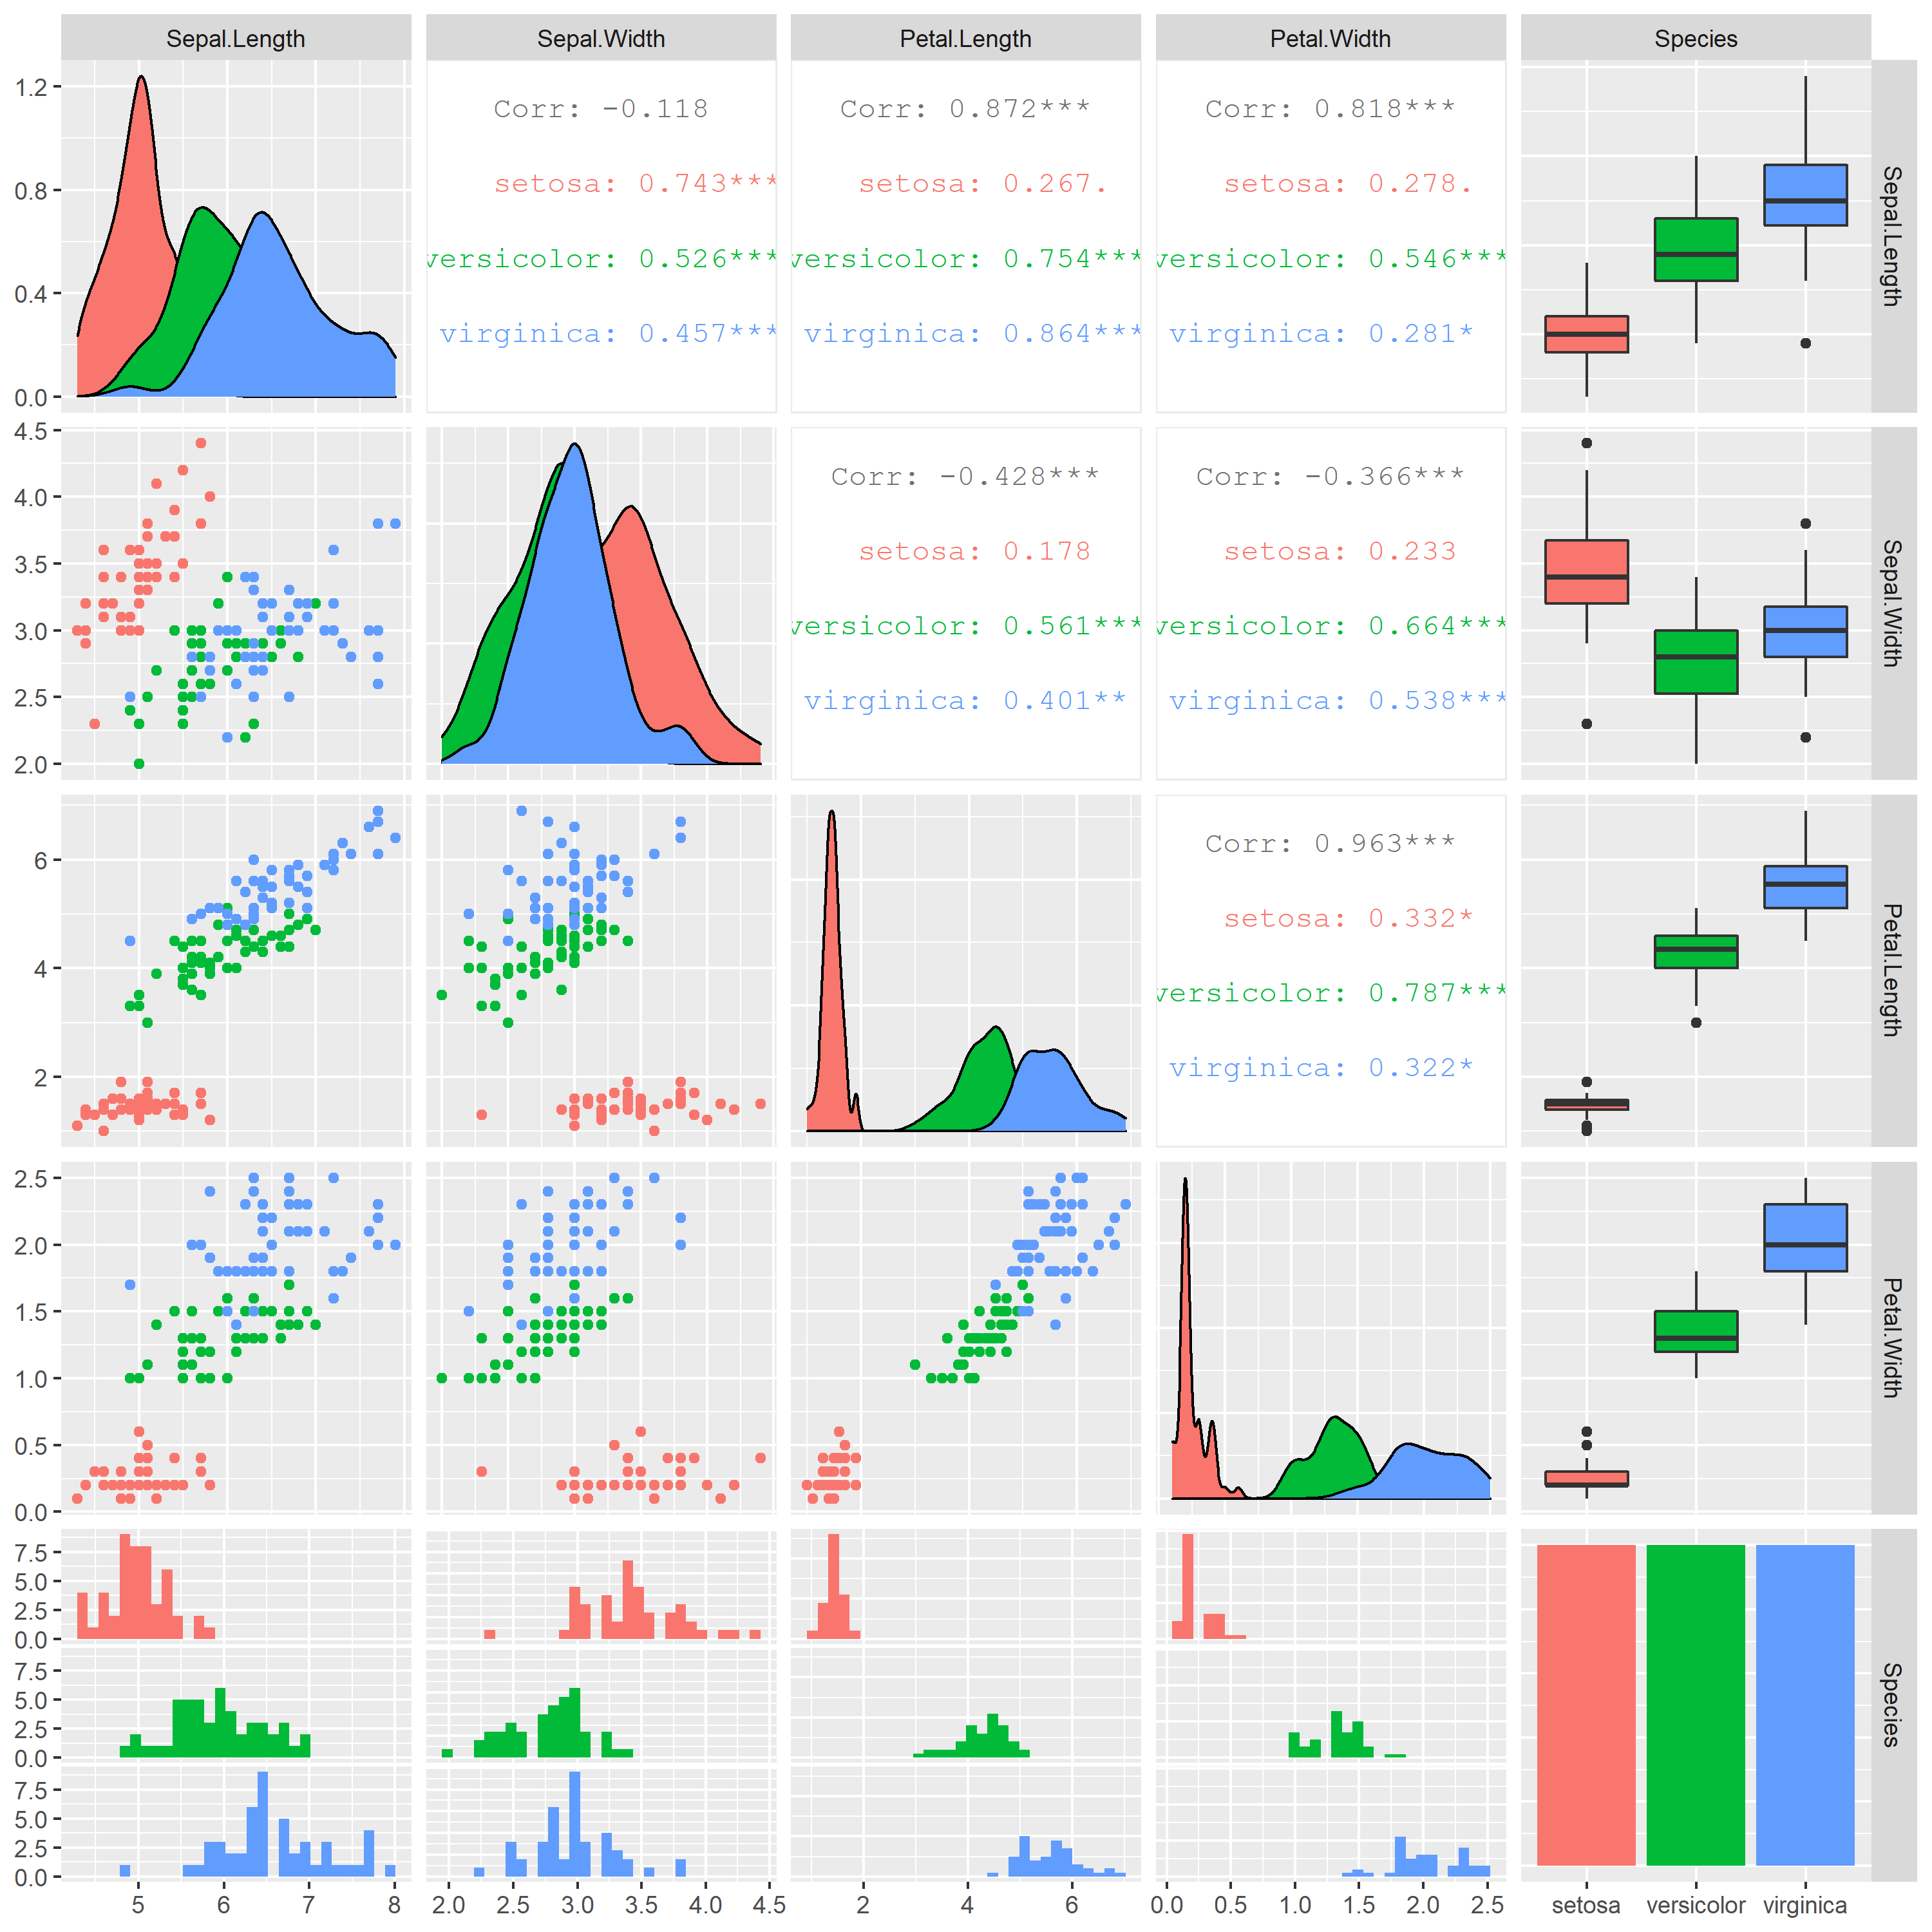 Sepal.Length Sepal.Width Petal.Length Petal.Width Species
1.2
0.8
0.4
0.0
Corr: -0.118
setosa: 0.743***
versicolor: 0.526***
virginica: 0.457***
Corr: 0.872***
setosa: 0.267.
versicolor: 0.754***
virginica: 0.864***
Corr: 0.818***
setosa: 0.278.
versicolor: 0.546***
virginica: 0.281*
Sepal.Length
4.5
4.0
3.5
3.0
2.5
2.0
Corr: -0.428***
setosa: 0.178
versicolor: 0.561***
virginica: 0.401**
Corr: -0.366***
setosa: 0.233
versicolor: 0.664***
virginica: 0.538***
Sepal.Width
6
4
2
Corr: 0.963***
setosa: 0.332*
versicolor: 0.787***
virginica: 0.322*
Petal.Length
2.5
2.0
1.5
1.0
0.5
0.0
Petal.Width
7.5
5.0
2.5
0.0
7.5
5.0
2.5
0.0
7.5
5.0
2.5
0.0
Species
5 6 7 8 2.0 2.5 3.0 3.5 4.0 4.5 2 4 6 0.0 0.5 1.0 1.5 2.0 2.5 setosa versicolor virginica